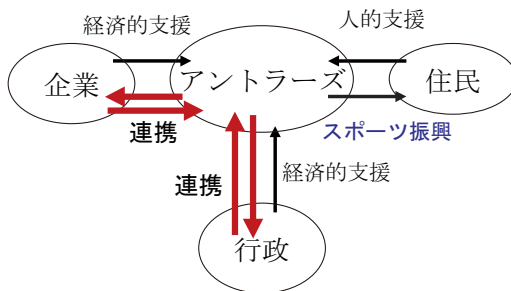 経済的支援
人的支援
企業
アントラーズ
住民
連携
スポーツ振興
連携
経済的支援
行政